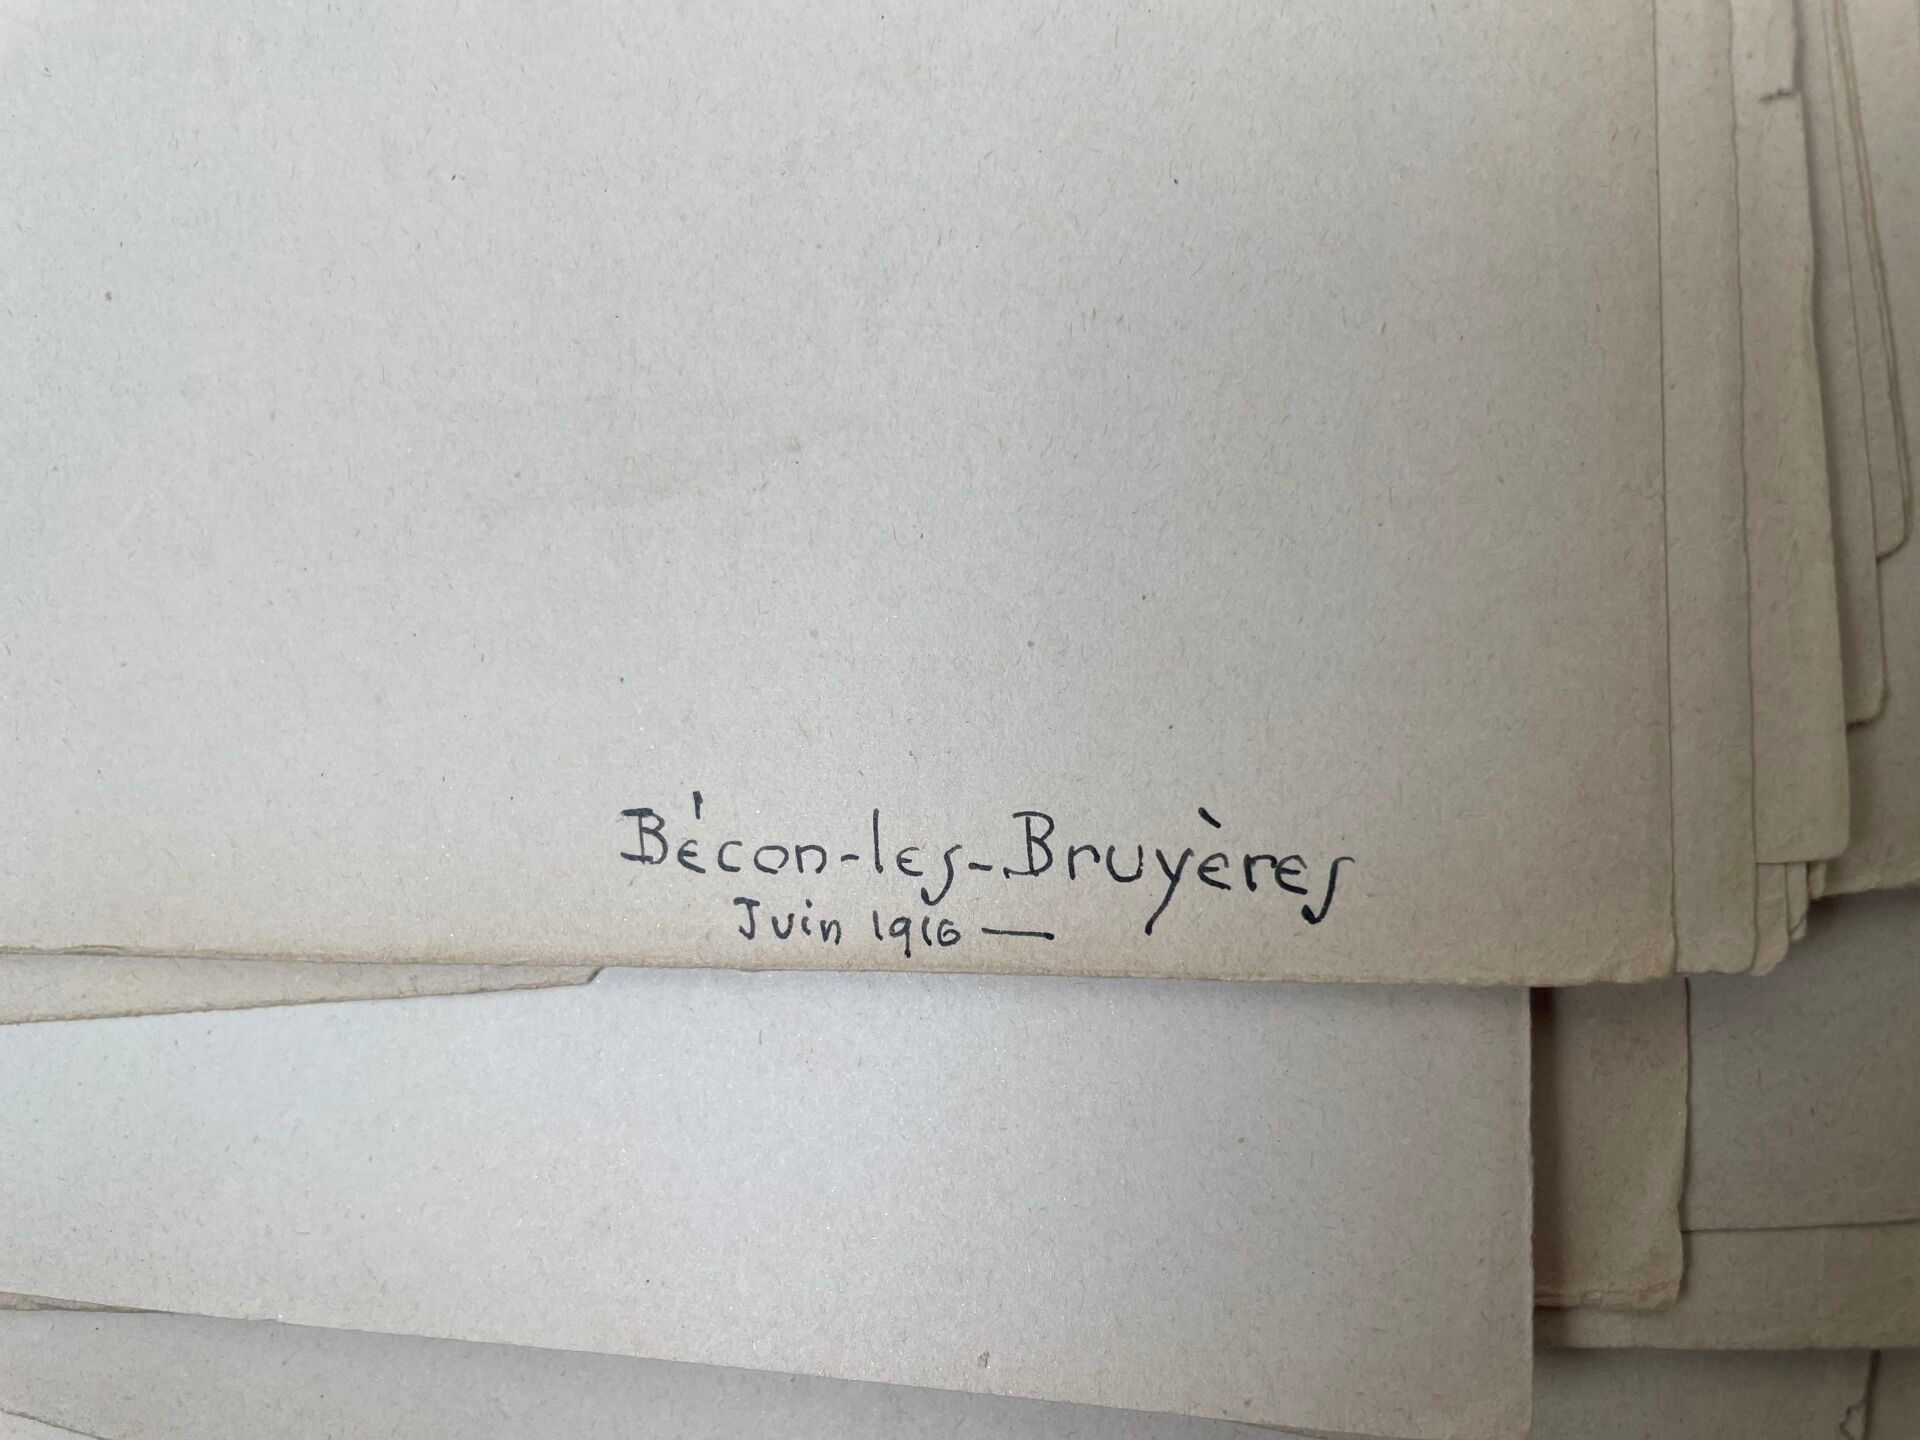 Bécon-les-Bruyères
Juin 1916 —